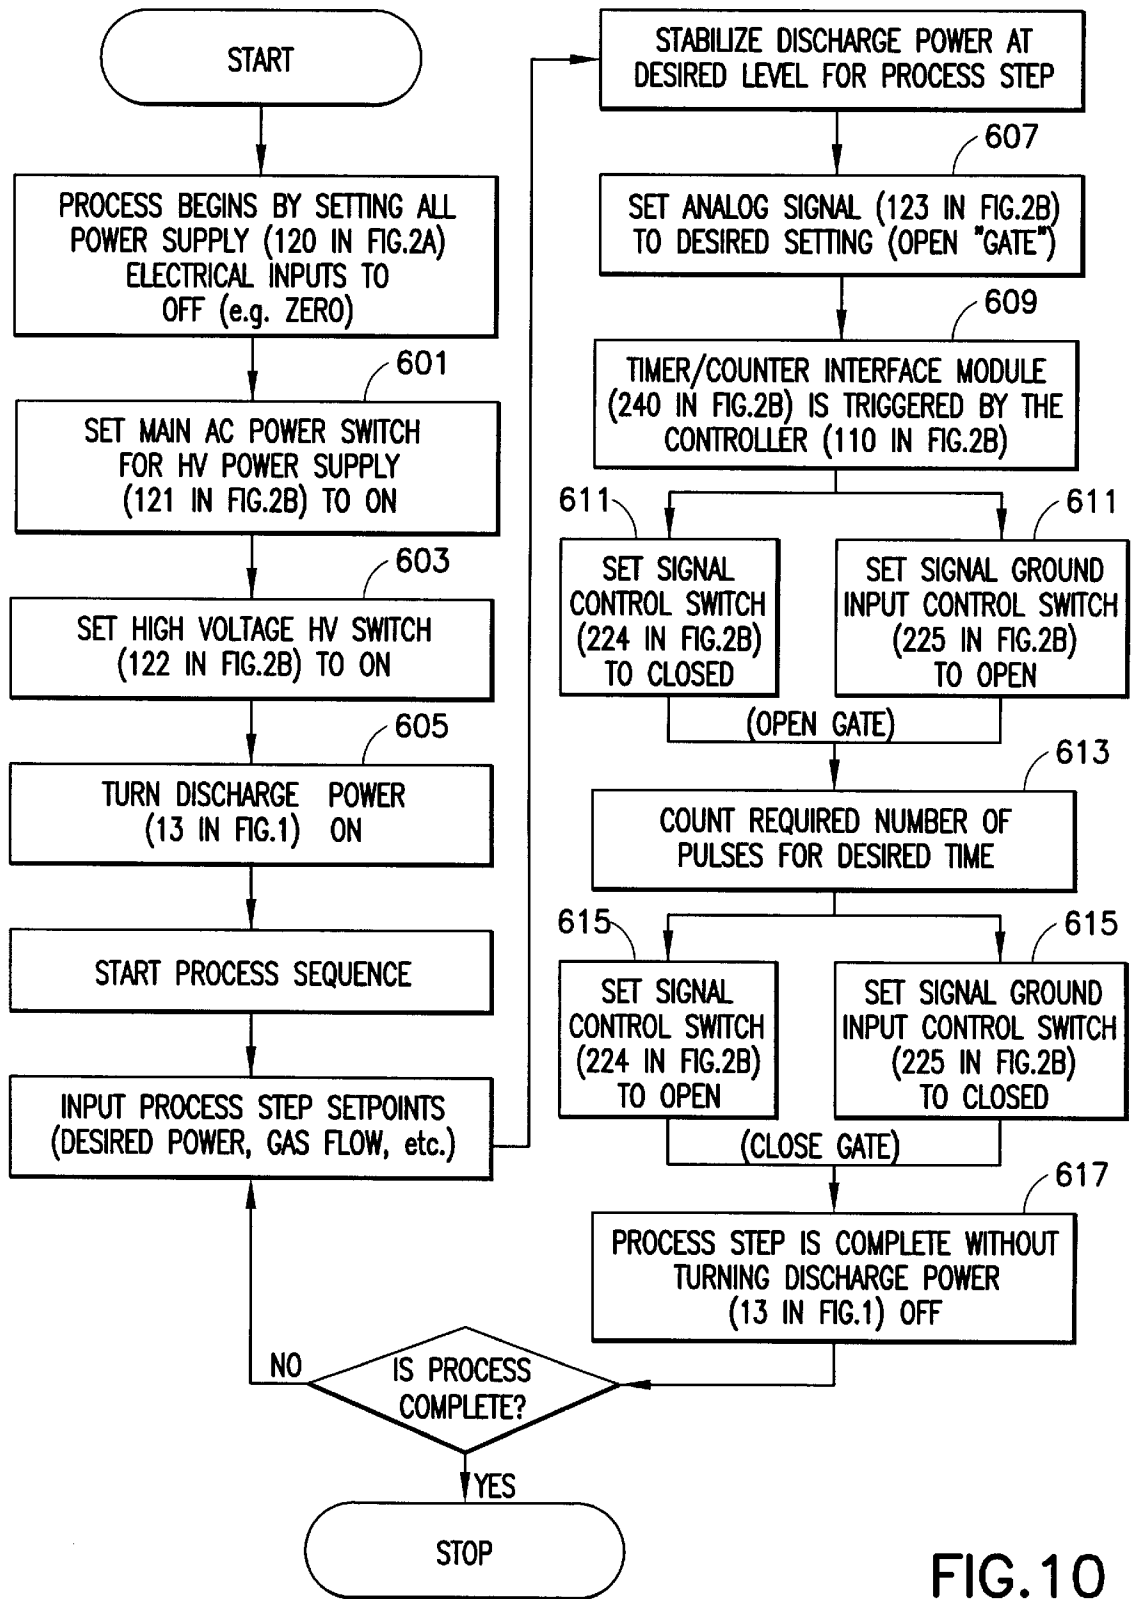 START
PROCESS BEGINS BY SETTING ALL
POWER SUPPLY (120 IN FIG.2A)
ELECTRICAL INPUTS TO
OFF (e.g. ZERO)
601
SET MAIN AC POWER SWITCH
FOR HV POWER SUPPLY
(121 IN FIG.2B) TO ON
603
SET HIGH VOLTAGE HV SWITCH
(122 IN FIG.2B) TO ON
605
TURN DISCHARGE POWER
(13 IN FIG.1) ON
START PROCESS SEQUENCE
INPUT PROCESS STEP SETPOINTS
(DESIRED POWER, GAS FLOW, etc.)
STABILIZE DISCHARGE POWER AT
DESIRED LEVEL FOR PROCESS STEP
607
SET ANALOG SIGNAL (123 IN FIG.2B)
TO DESIRED SETTING (OPEN "GATE")
609
TIMER/COUNTER INTERFACE MODULE
(240 IN FIG.2B) IS TRIGGERED BY THE
CONTROLLER (110 IN FIG.2B)
611
SET SIGNAL
CONTROL SWITCH
(224 IN FIG.2B)
TO CLOSED
611
SET SIGNAL GROUND
INPUT CONTROL SWITCH
(225 IN FIG.2B)
TO OPEN
(OPEN GATE)
613
COUNT REQUIRED NUMBER OF
PULSES FOR DESIRED TIME
615
SET SIGNAL
CONTROL SWITCH
(224 IN FIG.2B)
TO OPEN
615
SET SIGNAL GROUND
INPUT CONTROL SWITCH
(225 IN FIG.2B)
TO CLOSED
(CLOSE GATE)
617
PROCESS STEP IS COMPLETE WITHOUT
TURNING DISCHARGE POWER
(13 IN FIG.1) OFF
IS PROCESS
COMPLETE?
NO
YES
STOP
FIG.10